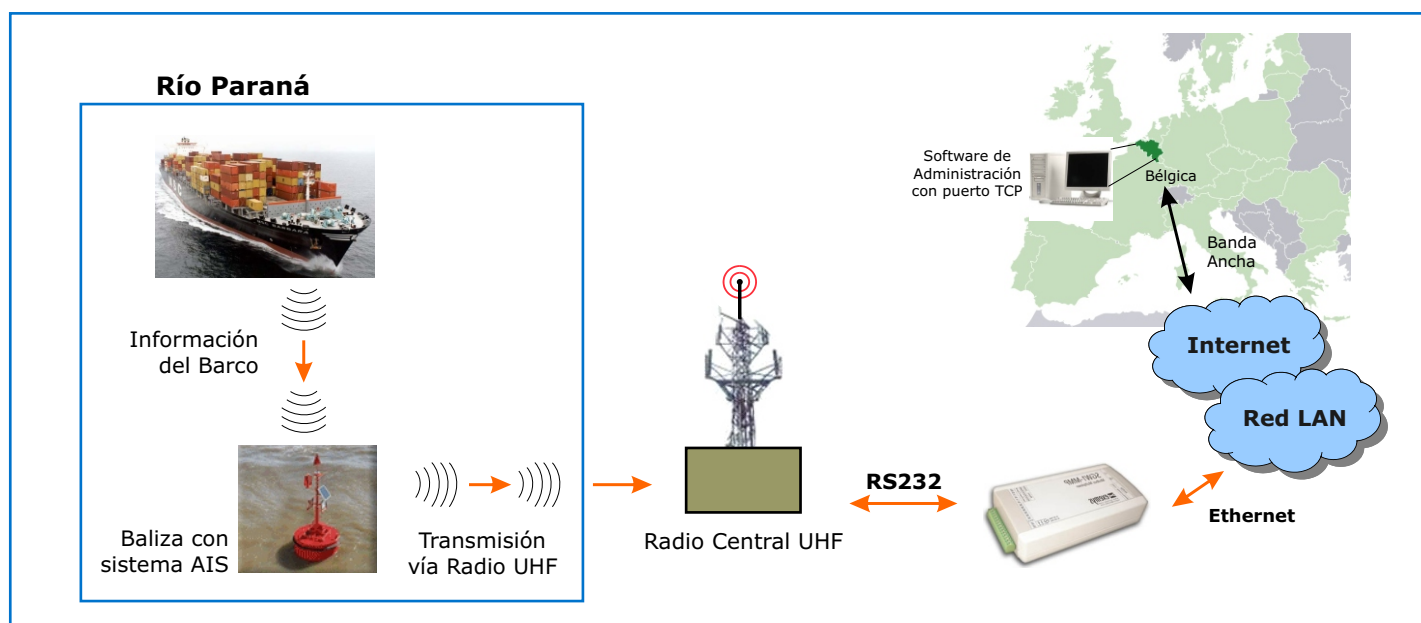 Río Paraná
Información
del Barco
Baliza con
sistema AIS
Transmisión
vía Radio UHF
Radio Central UHF
RS232
Ethernet
Red LAN
Internet
Banda
Ancha
Bélgica
Software de
Administración
con puerto TCP